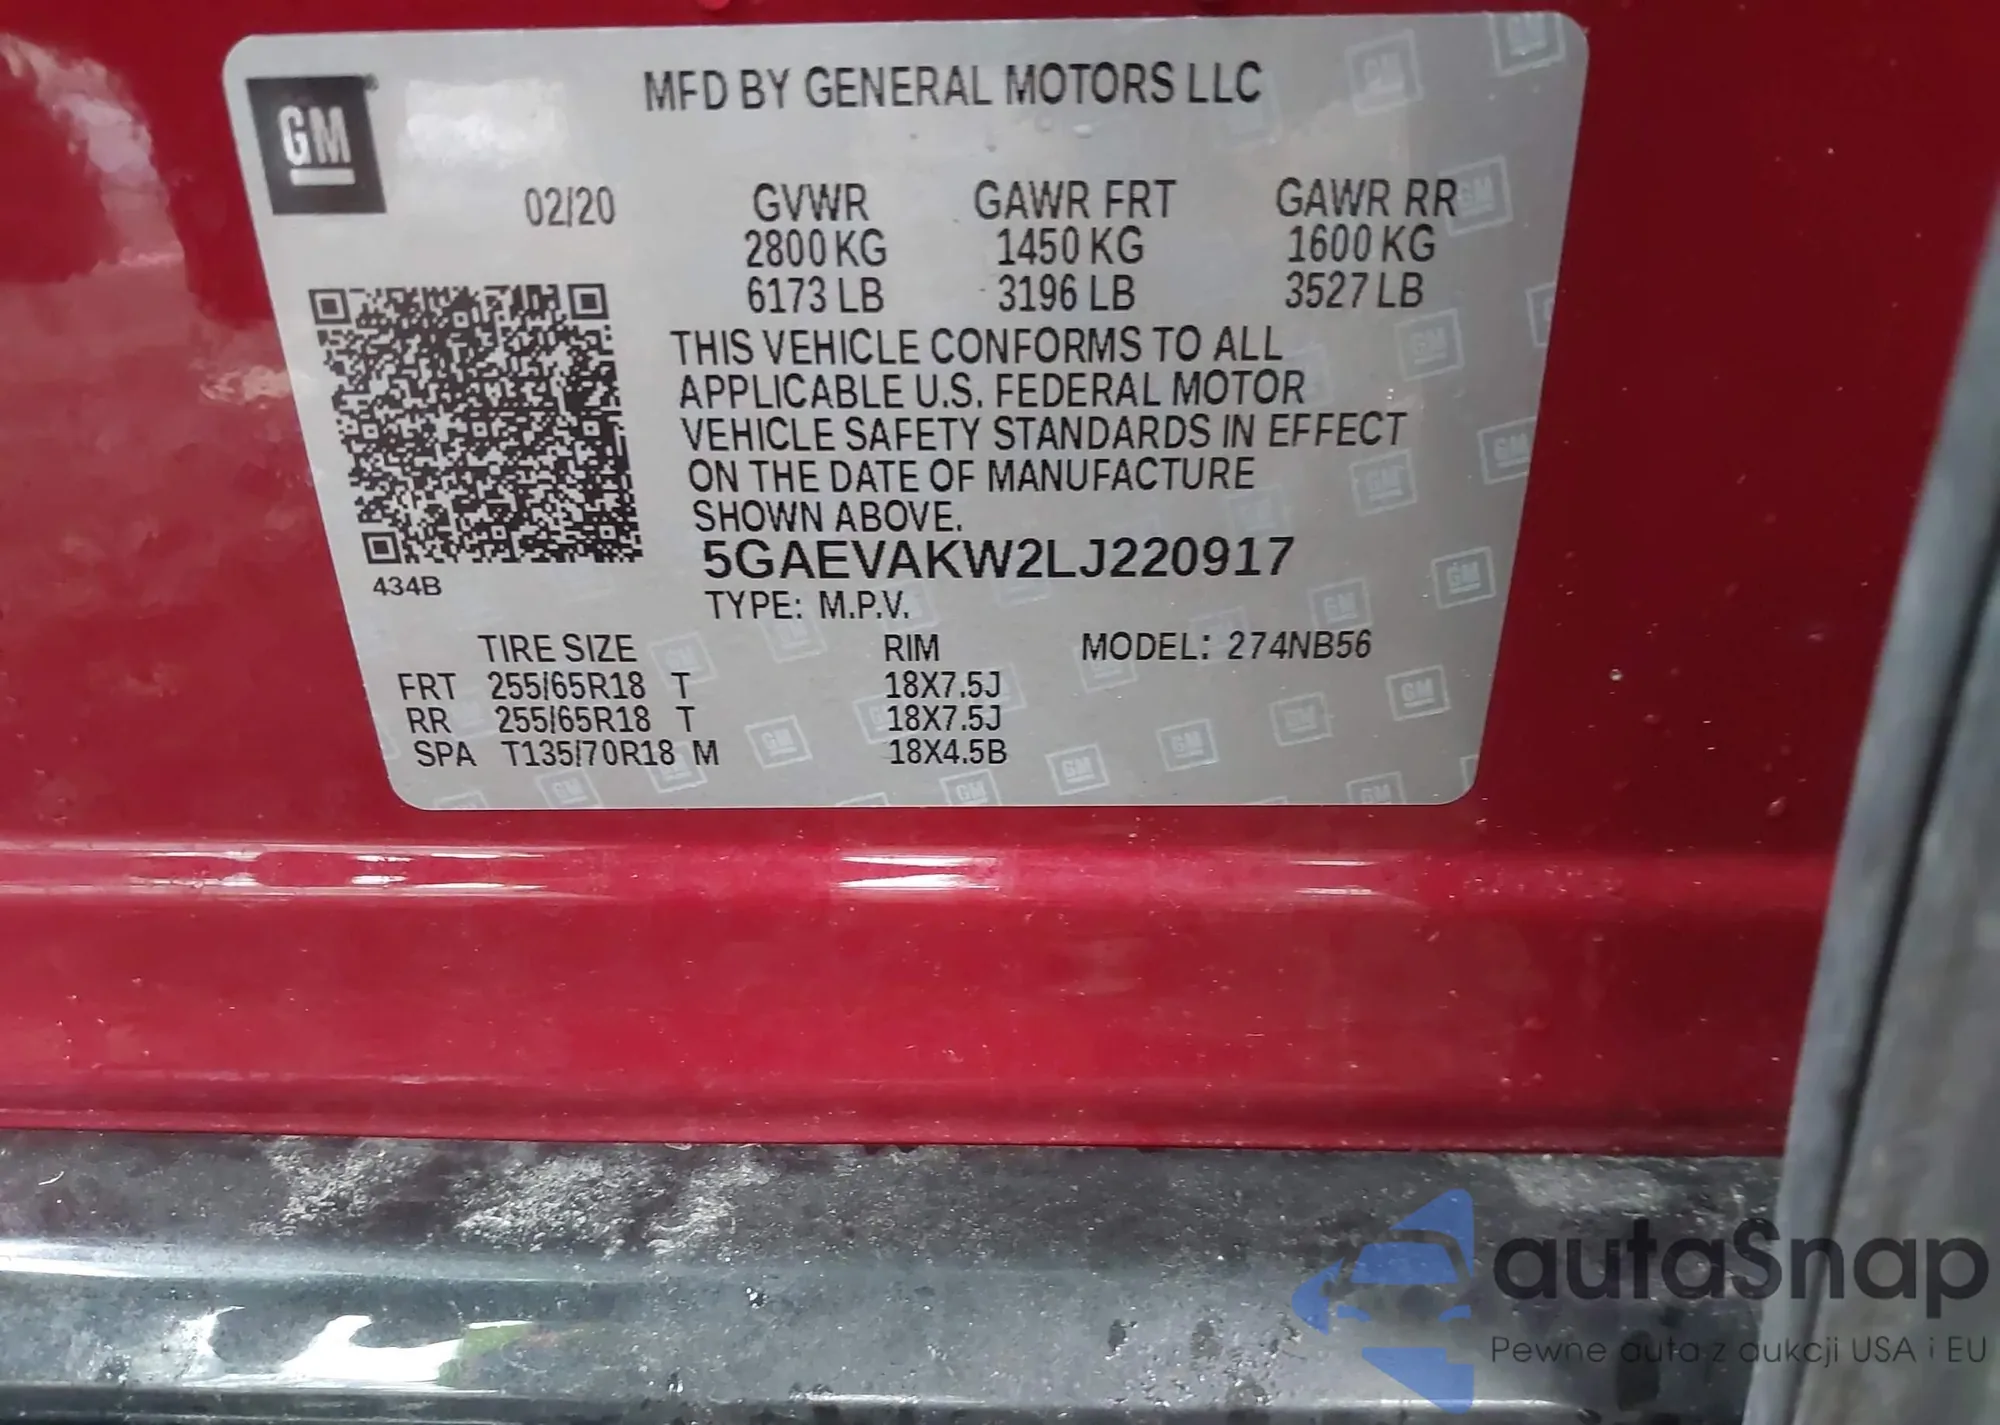 GM
MFD BY GENERAL MOTORS LLC
02/20 GVWR GAWR FRT GAWR RR
2800 KG 1450 KG 1600 KG
6173 LB 3196 LB 3527 LB
THIS VEHICLE CONFORMS TO ALL
APPLICABLE U.S. FEDERAL MOTOR
VEHICLE SAFETY STANDARDS IN EFFECT
ON THE DATE OF MANUFACTURE
SHOWN ABOVE.
434B
5GAEVAKW2LJ220917
TYPE: M.P.V.
TIRE SIZE RIM MODEL: 274NB56
FRT 255/65R18 T 18X7.5J
RR 255/65R18 T 18X7.5J
SPA T135/70R18 M 18X4.5B
autaSnap
Pewne auta z aukcji USA i EU